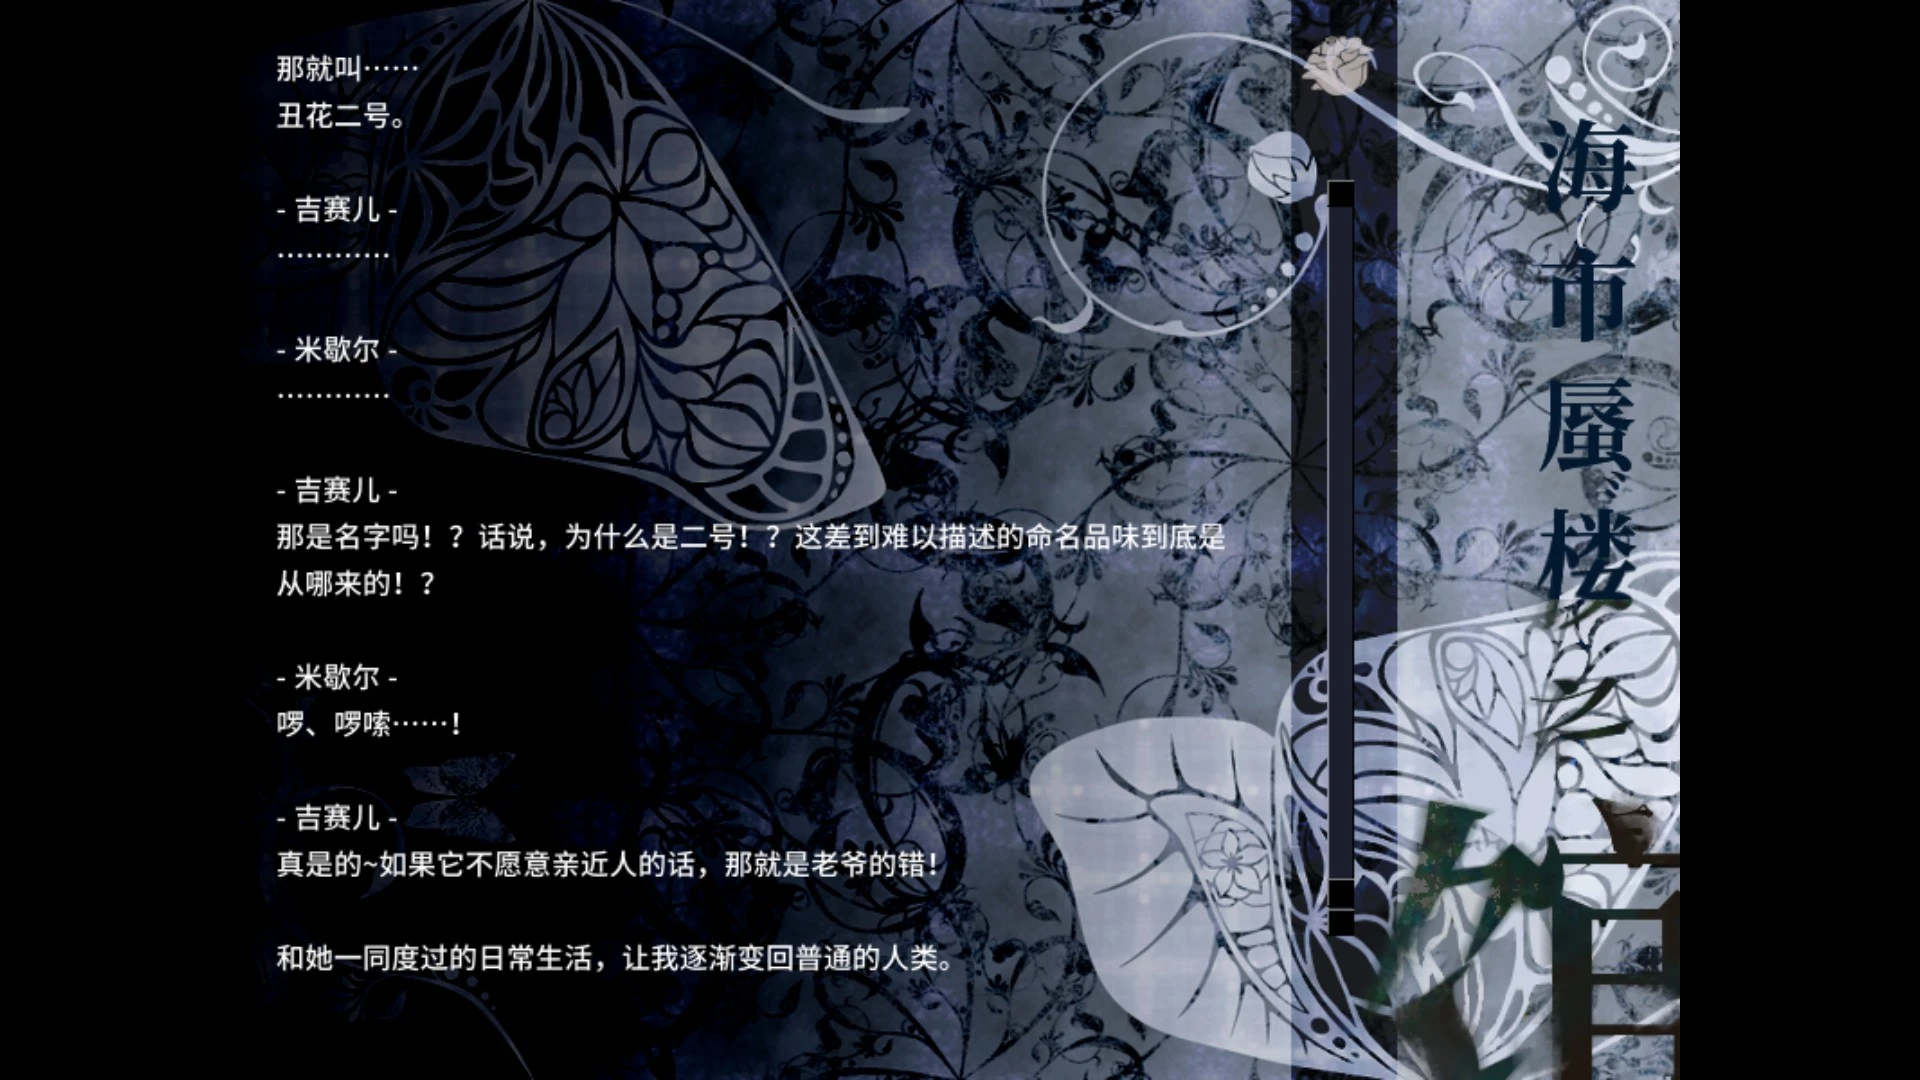 那就叫……
丑花二号。
- 吉赛儿 -
…………
- 米歇尔 -
…………
- 吉赛儿 -
那是名字吗！？话说，为什么是二号！？这差到难以描述的命名品味到底是
从哪来的！？
- 米歇尔 -
啰、啰嗦……！
- 吉赛儿 -
真是的~如果它不愿意亲近人的话，那就是老爷的错！
和她一同度过的日常生活，让我逐渐变回普通的人类。
海市蜃楼之馆